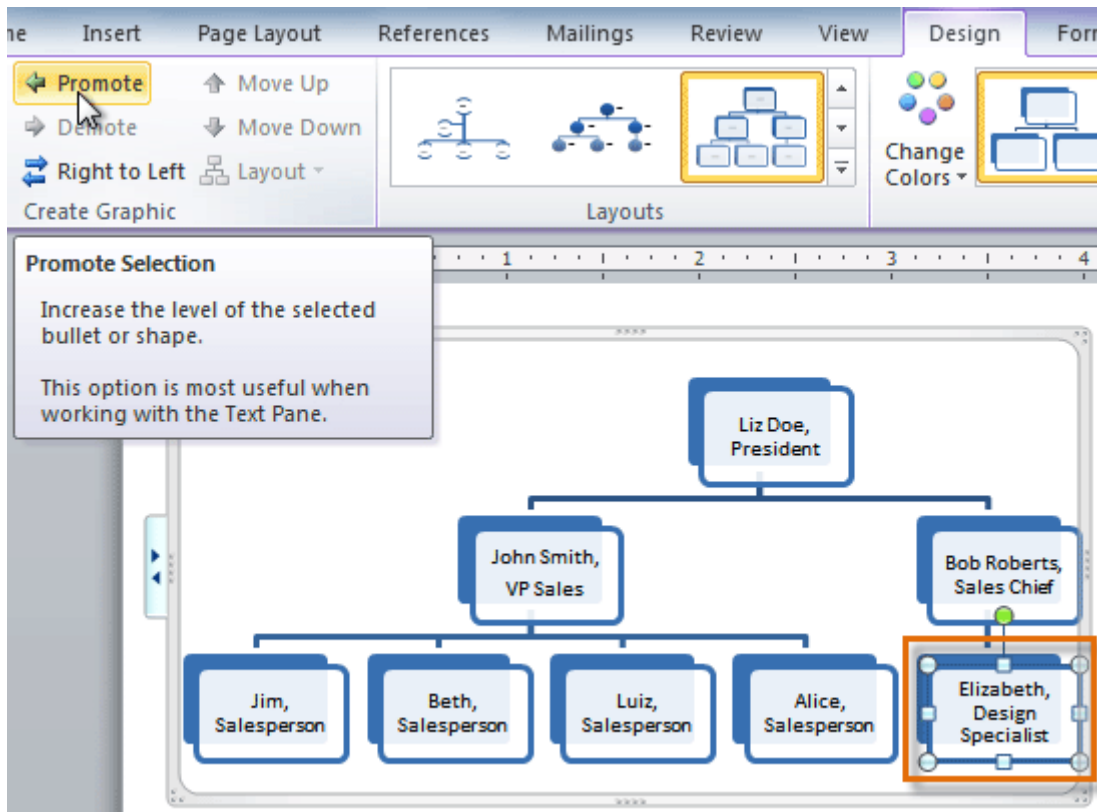 Insert Page Layout References Mailings Review View Design
Promote Move Up
Demote Move Down
Right to Left Layout
Change
Colors
Create Graphic Layouts
1 2 3 4
Promote Selection
Increase the level of the selected
bullet or shape.
This option is most useful when
working with the Text Pane.
Liz Doe,
President
John Smith,
VP Sales
Bob Roberts,
Sales Chief
Jim,
Salesperson
Beth,
Salesperson
Luiz,
Salesperson
Alice,
Salesperson
Elizabeth,
Design
Specialist